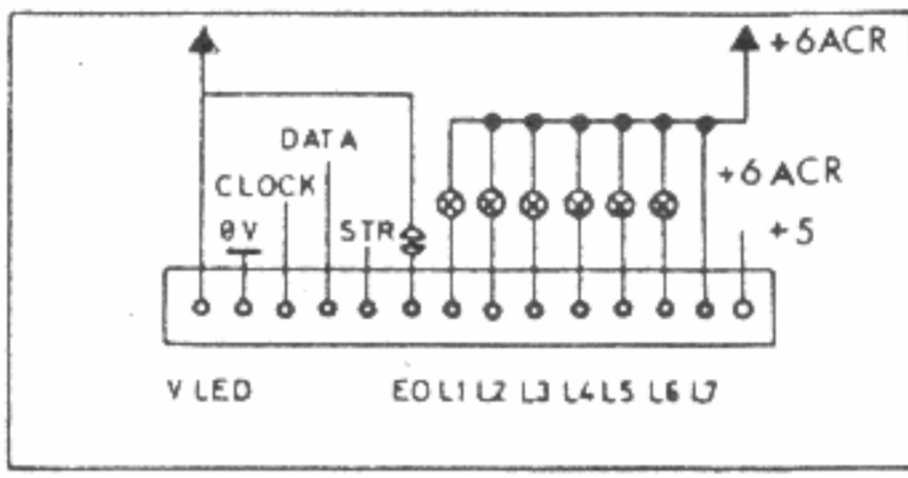 +6ACR
DATA
+6 ACR
CLOCK
0V
STR
+5
V LED
EO L1 L2 L3 L4 L5 L6 L7